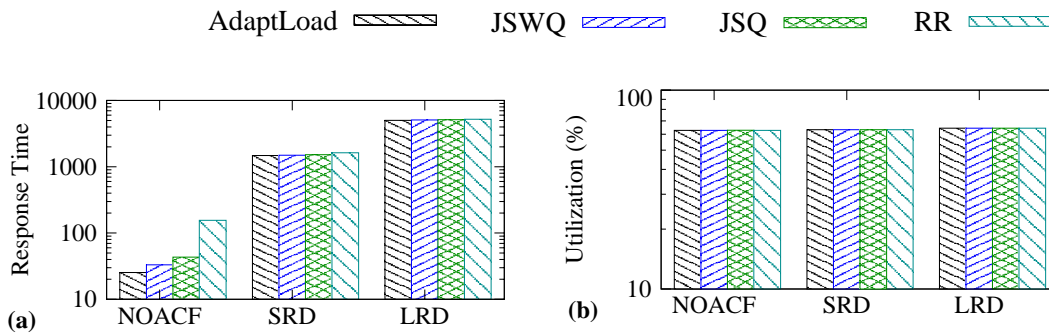 AdaptLoad JSWQ JSQ RR
10000
1000
100
10
Response Time
NOACF SRD LRD
(a)
100
10
Utilization (%)
NOACF SRD LRD
(b)